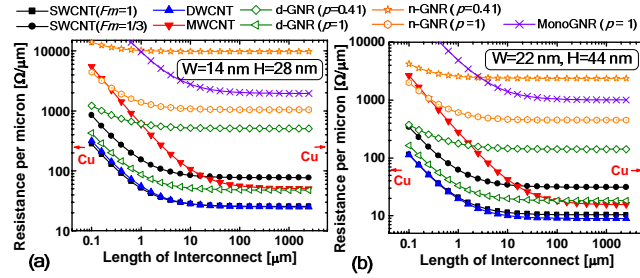 SWCNT(Fm=1) DWCNT d-GNR (p=0.41) n-GNR (p=0.41)
SWCNT(Fm=1/3) MWCNT d-GNR (p=1) n-GNR (p=1) MonoGNR (p = 1)
Resistance per micron [Ω/μm]
10000
1000
100
10
W=14 nm H=28 nm
Cu
Cu
0.1 1 10 100 1000
Length of Interconnect [μm]
(a)
Resistance per micron [Ω/μm]
10000
1000
100
10
W=22 nm, H=44 nm
Cu
Cu
0.1 1 10 100 1000
Length of Interconnect [μm]
(b)